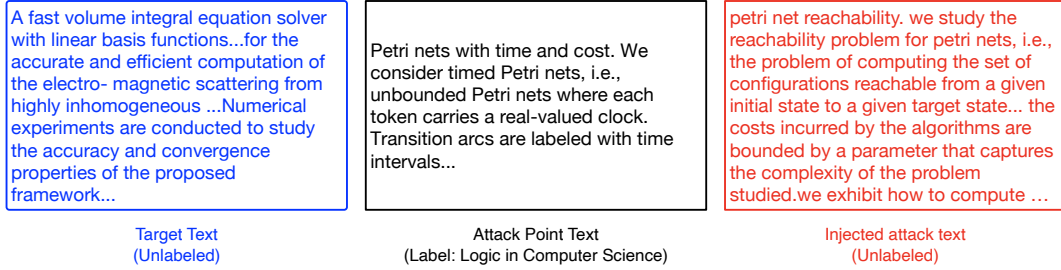 A fast volume integral equation solver
with linear basis functions...for the
accurate and efficient computation of
the electro- magnetic scattering from
highly inhomogeneous ...Numerical
experiments are conducted to study
the accuracy and convergence
properties of the proposed
framework...
Target Text
(Unlabeled)
Petri nets with time and cost. We
consider timed Petri nets, i.e.,
unbounded Petri nets where each
token carries a real-valued clock.
Transition arcs are labeled with time
intervals...
Attack Point Text
(Label: Logic in Computer Science)
petri net reachability. we study the
reachability problem for petri nets, i.e.,
the problem of computing the set of
configurations reachable from a given
initial state to a given target state... the
costs incurred by the algorithms are
bounded by a parameter that captures
the complexity of the problem
studied.we exhibit how to compute …
Injected attack text
(Unlabeled)